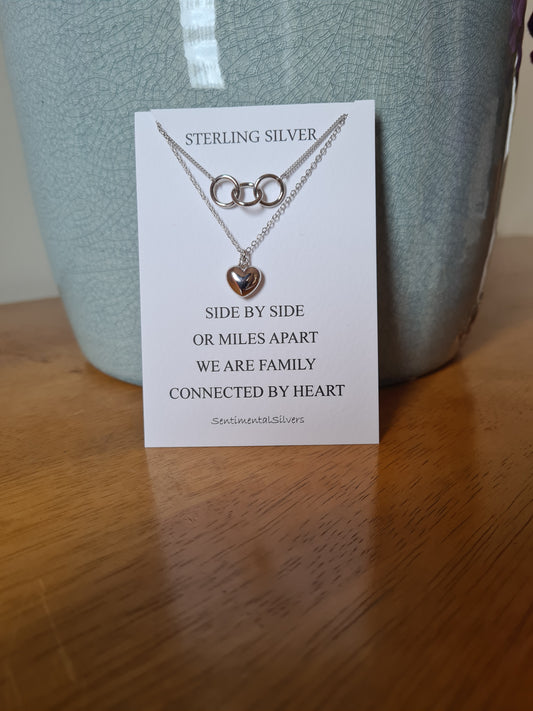 STERLING SILVER
SIDE BY SIDE
OR MILES APART
WE ARE FAMILY
CONNECTED BY HEART
SentimentalSilvers